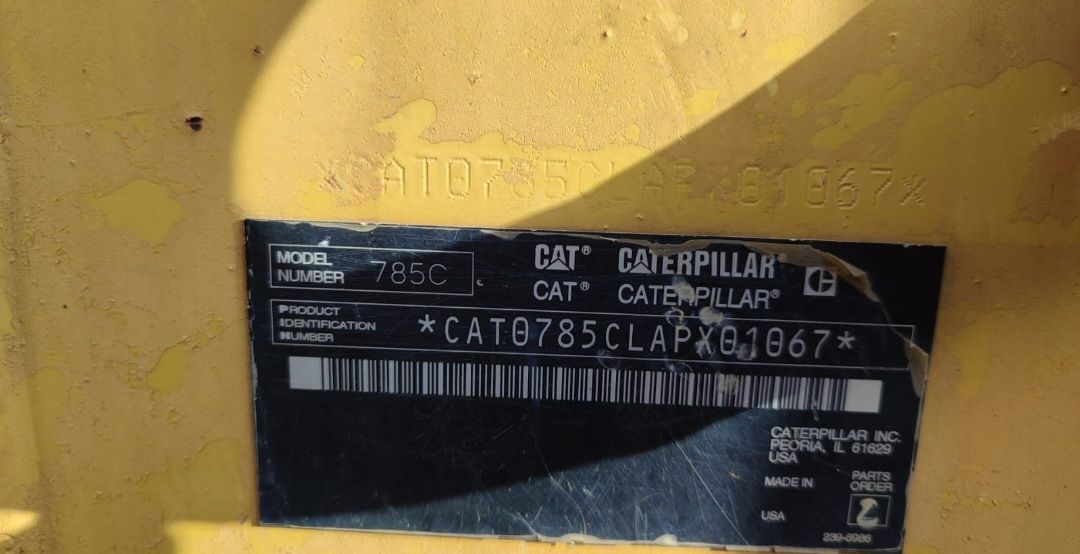 *CAT0785CLAPX01067*
MODEL NUMBER 785C
CAT® CATERPILLAR®
CAT® CATERPILLAR®
PRODUCT IDENTIFICATION NUMBER *CAT0785CLAPX01067*
CATERPILLAR INC.
PEORIA, IL 61629
USA
MADE IN
PARTS ORDER
USA
239-6986